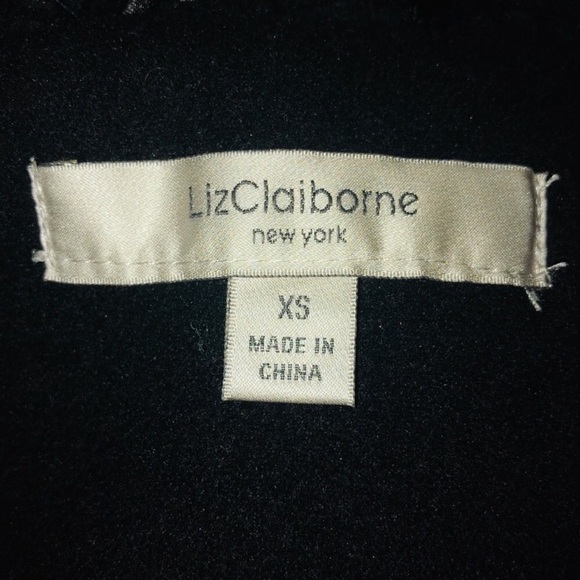 LizClaiborne
new york
XS
MADE IN
CHINA